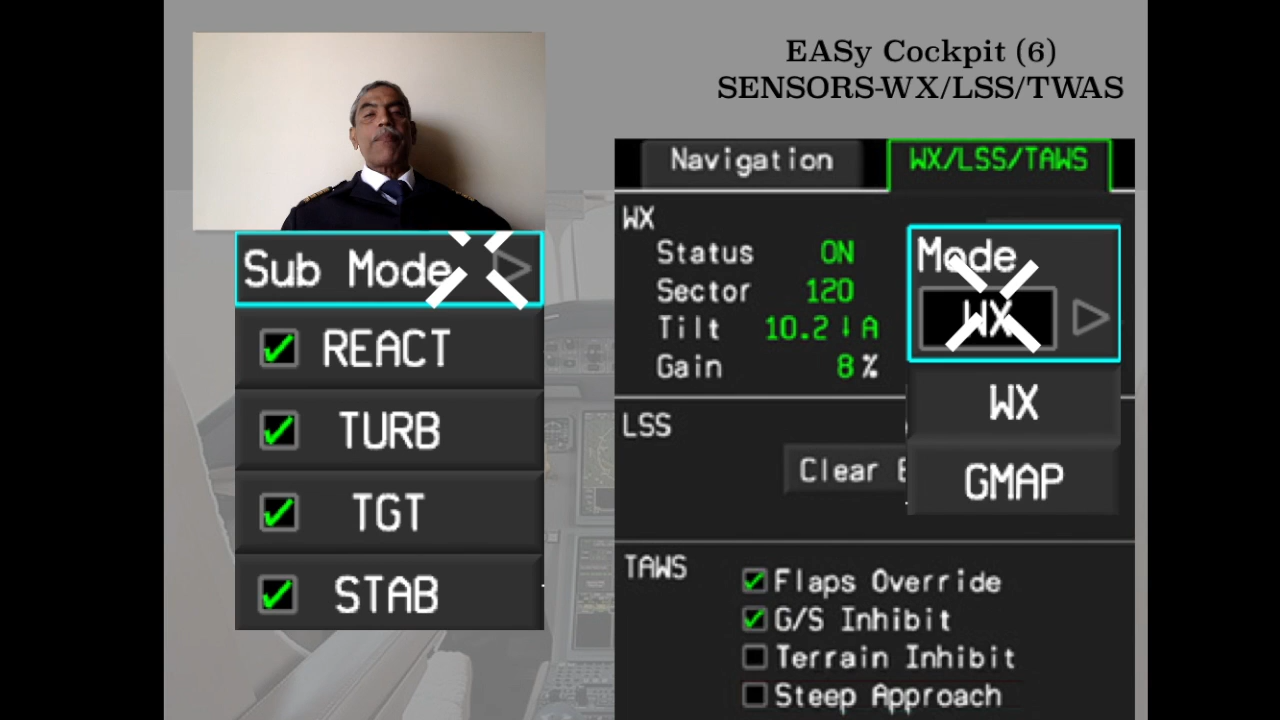 EASy Cockpit (6)
SENSORS-WX/LSS/TWAS
Sub Mode
REACT
TURB
TGT
STAB
Navigation
WX/LSS/TAWS
WX
Status ON
Sector 120
Tilt 10.2↓A
Gain 8 %
Mode
WX
WX
GMAP
LSS
Clear
TAWS
Flaps Override
G/S Inhibit
Terrain Inhibit
Steep Approach